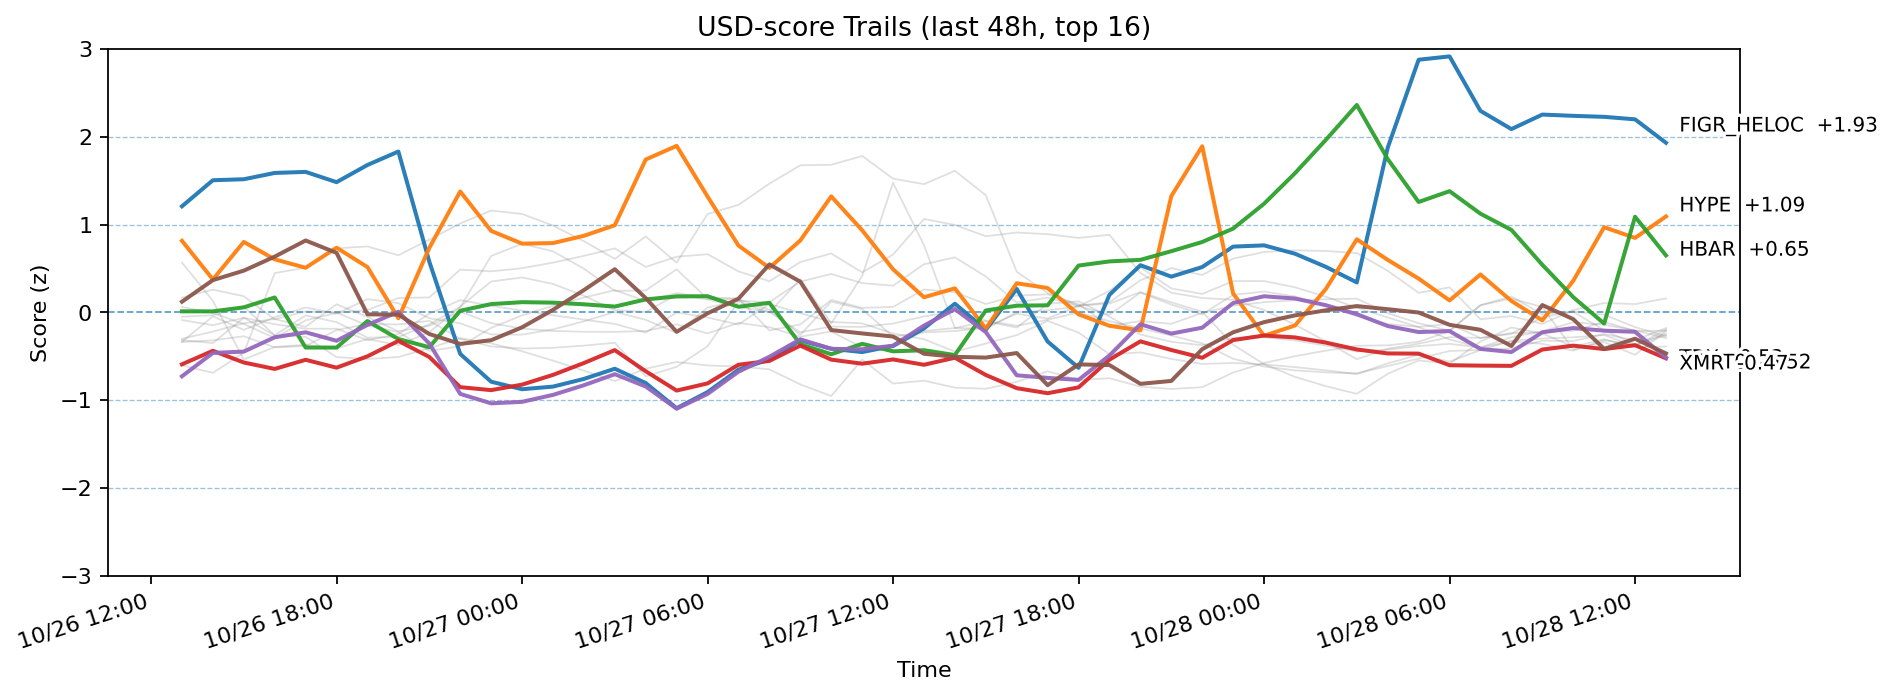 USD-score Trails (last 48h, top 16)
Score (z)
3
2
1
0
−1
−2
−3
FIGR_HELOC +1.93
HYPE +1.09
HBAR +0.65
10/26 12:00
10/26 18:00
10/27 00:00
10/27 06:00
10/27 12:00
10/27 18:00
10/28 00:00
10/28 06:00
10/28 12:00
Time